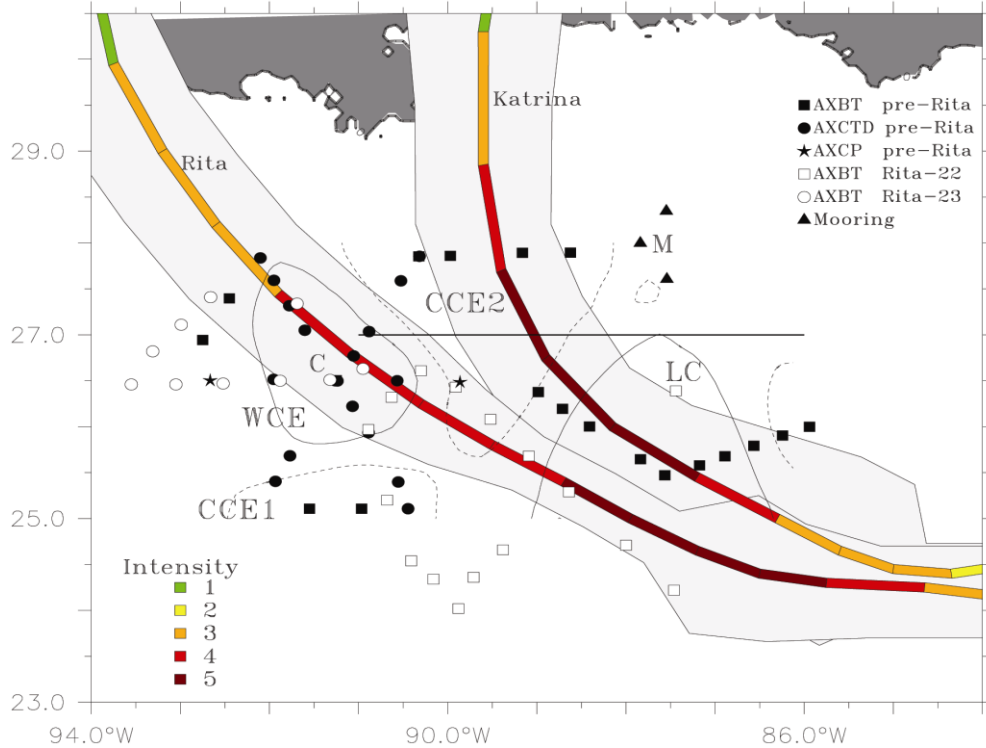 Katrina
Rita
AXBT pre-Rita
AXCTD pre-Rita
AXCP pre-Rita
AXBT Rita-22
AXBT Rita-23
Mooring
29.0
M
CCE2
27.0
C
LC
WCE
CCE1
25.0
Intensity
1
2
3
4
5
23.0
94.0°W 90.0°W 86.0°W